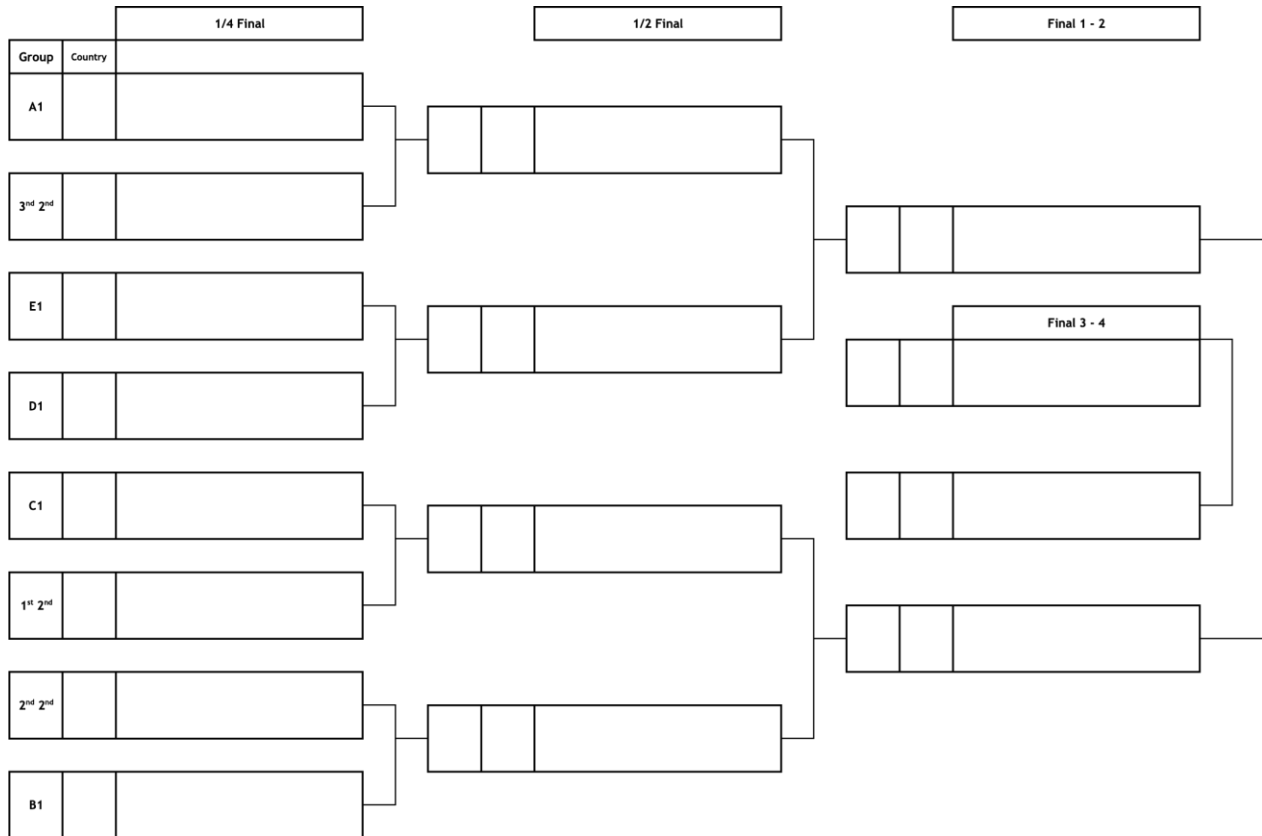 1/4 Final
1/2 Final
Final 1 - 2
Group Country
A1
3nd 2nd
E1
Final 3 - 4
D1
C1
1st 2nd
2nd 2nd
B1